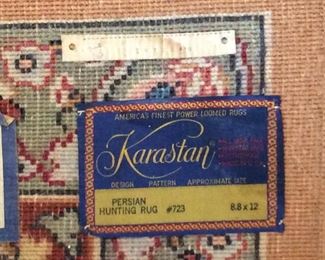 AMERICA'S FINEST POWER LOOMED RUGS
Karastan
DESIGN PATTERN APPROXIMATE SIZE
PERSIAN
HUNTING RUG #723 8.8 x 12